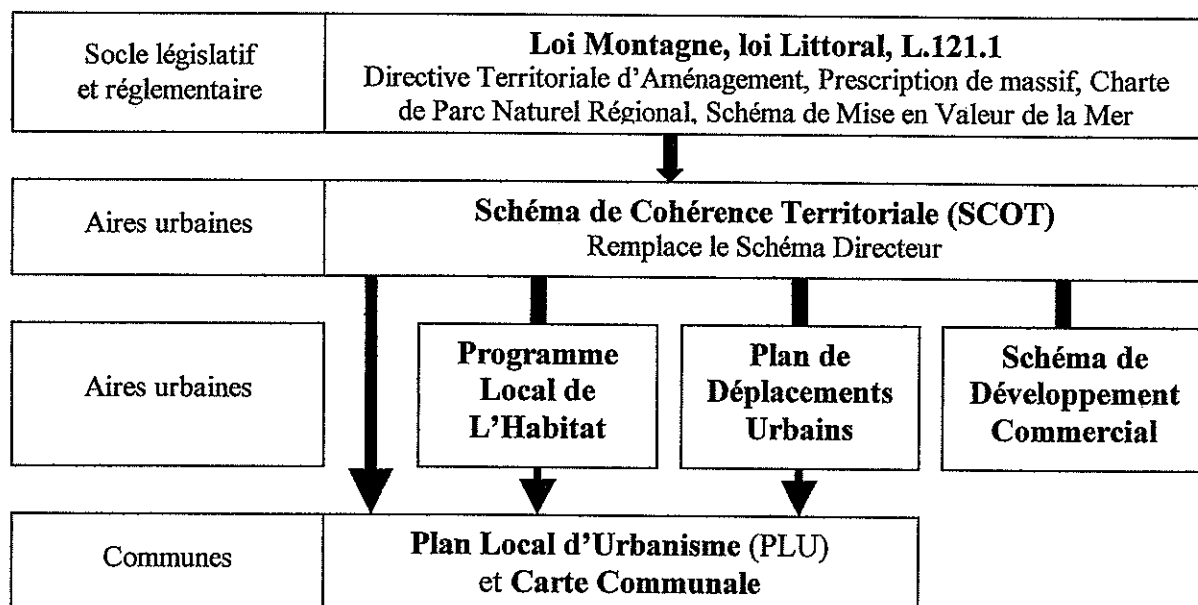 Socle législatif
et réglementaire
Loi Montagne, loi Littoral, L.121.1
Directive Territoriale d'Aménagement, Prescription de massif, Charte
de Parc Naturel Régional, Schéma de Mise en Valeur de la Mer
Aires urbaines
Schéma de Cohérence Territoriale (SCOT)
Remplace le Schéma Directeur
Aires urbaines
Programme
Local de
L'Habitat
Plan de
Déplacements
Urbains
Schéma de
Développement
Commercial
Communes
Plan Local d'Urbanisme (PLU)
et Carte Communale